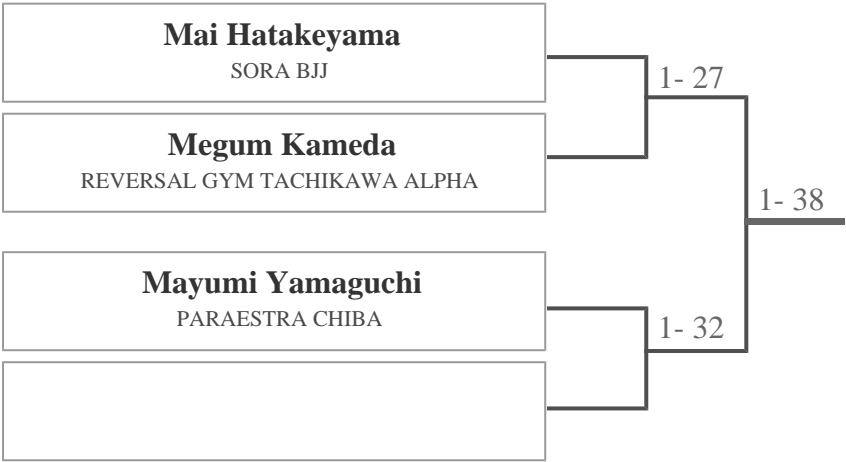 Mai Hatakeyama
SORA BJJ
1- 27
Megum Kameda
REVERSAL GYM TACHIKAWA ALPHA
1- 38
Mayumi Yamaguchi
PARAESTRA CHIBA
1- 32